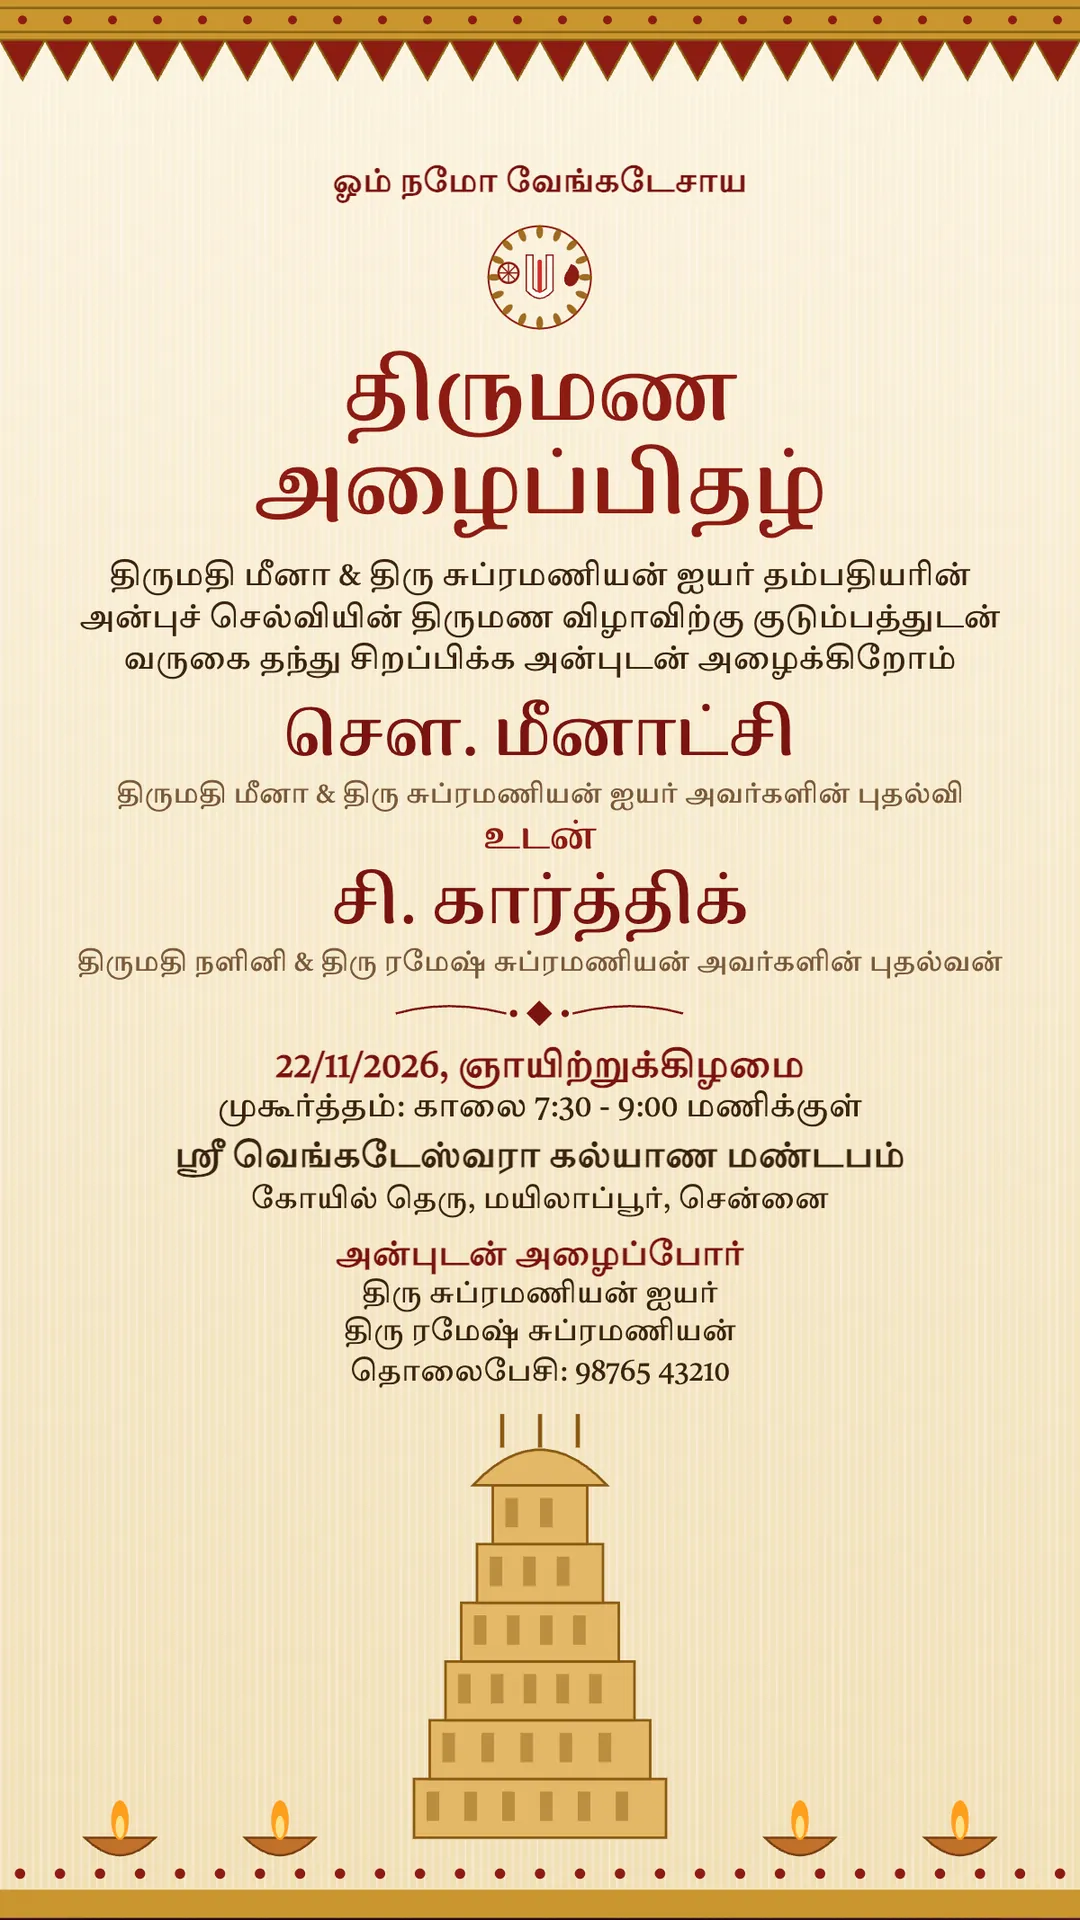 ஓம் நமோ வேங்கடேசாய
திருமண
அழைப்பிதழ்
திருமதி மீனா & திரு சுப்ரமணியன் ஐயர் தம்பதியரின்
அன்புச் செல்வியின் திருமண விழாவிற்கு குடும்பத்துடன்
வருகை தந்து சிறப்பிக்க அன்புடன் அழைக்கிறோம்
சௌ. மீனாட்சி
திருமதி மீனா & திரு சுப்ரமணியன் ஐயர் அவர்களின் புதல்வி
உடன்
சி. கார்த்திக்
திருமதி நளினி & திரு ரமேஷ் சுப்ரமணியன் அவர்களின் புதல்வன்
22/11/2026, ஞாயிற்றுக்கிழமை
முகூர்த்தம்: காலை 7:30 - 9:00 மணிக்குள்
ஸ்ரீ வெங்கடேஸ்வரா கல்யாண மண்டபம்
கோயில் தெரு, மயிலாப்பூர், சென்னை
அன்புடன் அழைப்போர்
திரு சுப்ரமணியன் ஐயர்
திரு ரமேஷ் சுப்ரமணியன்
தொலைபேசி: 98765 43210